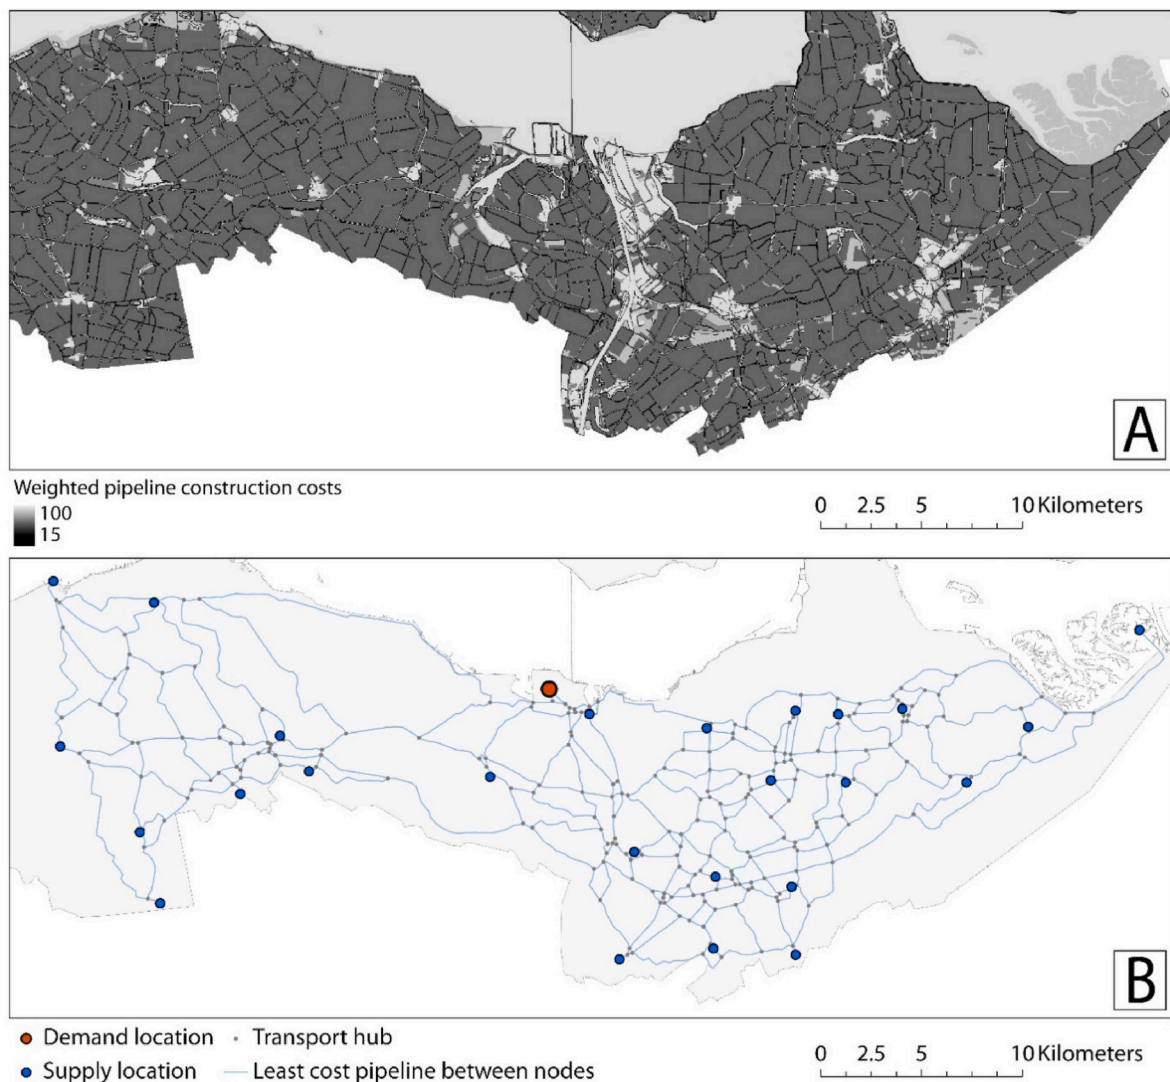 A
Weighted pipeline construction costs
100
15
0 2.5 5 10 Kilometers
B
Demand location
Transport hub
Supply location
Least cost pipeline between nodes
0 2.5 5 10 Kilometers